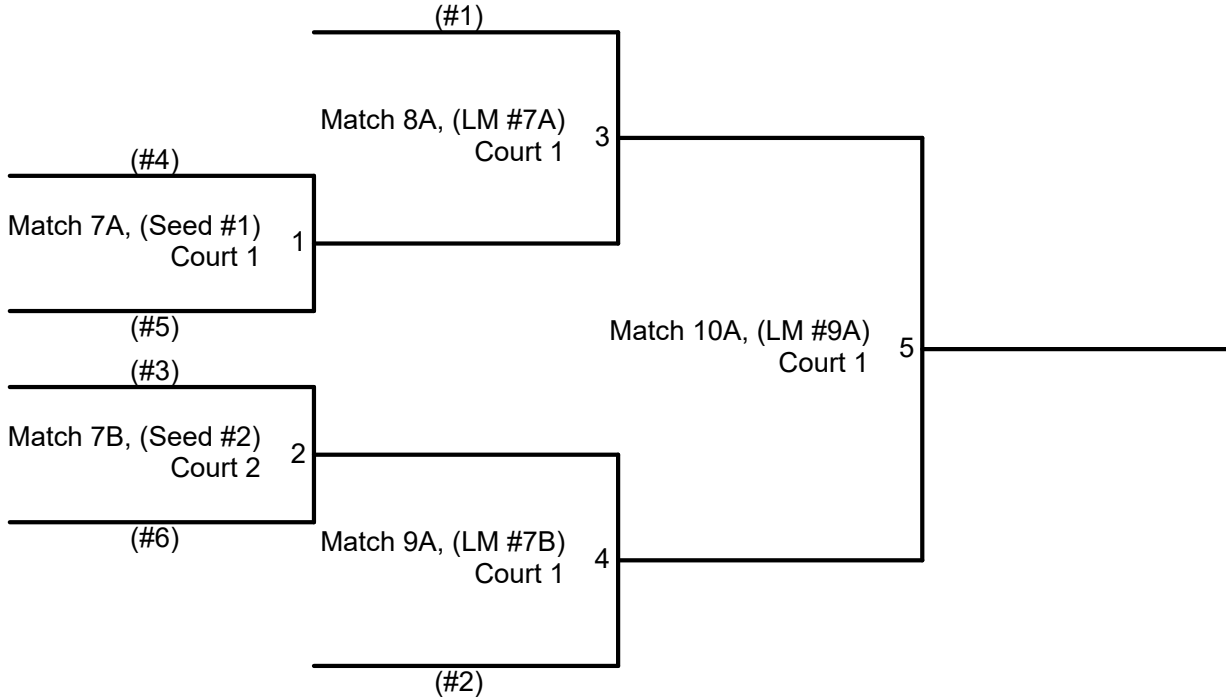 (#1)
Match 8A, (LM #7A)
Court 1
3
(#4)
Match 7A, (Seed #1)
Court 1
1
(#5)
Match 10A, (LM #9A)
Court 1
5
(#3)
Match 7B, (Seed #2)
Court 2
2
(#6)
Match 9A, (LM #7B)
Court 1
4
(#2)